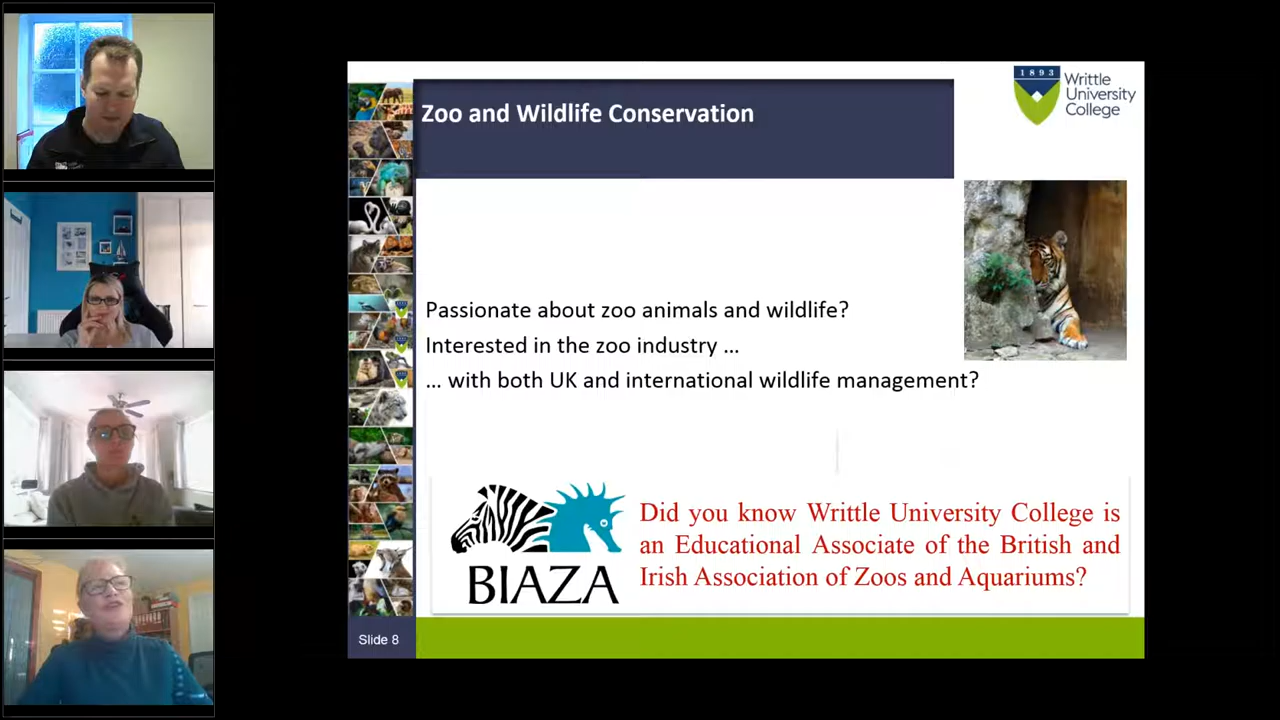 Zoo and Wildlife Conservation
1893
Writtle
University
College
Passionate about zoo animals and wildlife?
Interested in the zoo industry ...
... with both UK and international wildlife management?
BIAZA
Did you know Writtle University College is
an Educational Associate of the British and
Irish Association of Zoos and Aquariums?
Slide 8